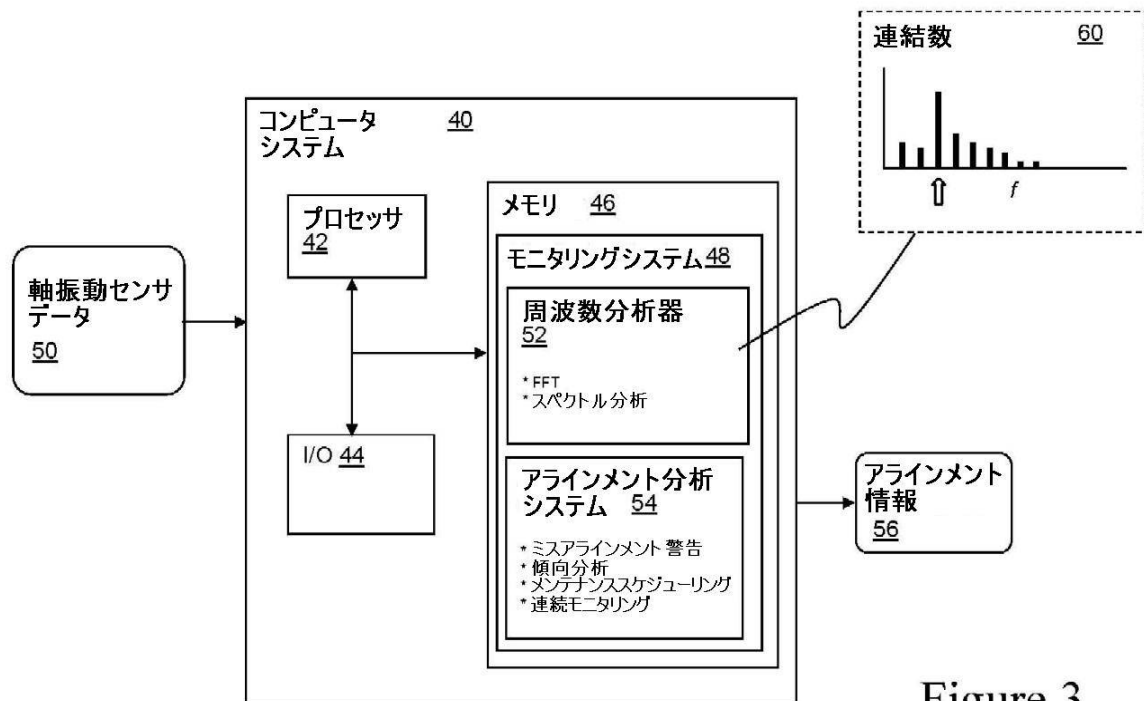 連結数 60
f
コンピュータ 40
システム
プロセッサ
42
I/O 44
メモリ 46
モニタリングシステム 48
周波数分析器
52
* FFT
* スペクトル分析
アラインメント分析
システム 54
* ミスアラインメント 警告
* 傾向分析
* メンテナンススケジューリング
* 連続モニタリング
軸振動センサ
データ
50
アラインメント
情報
56
Figure 3